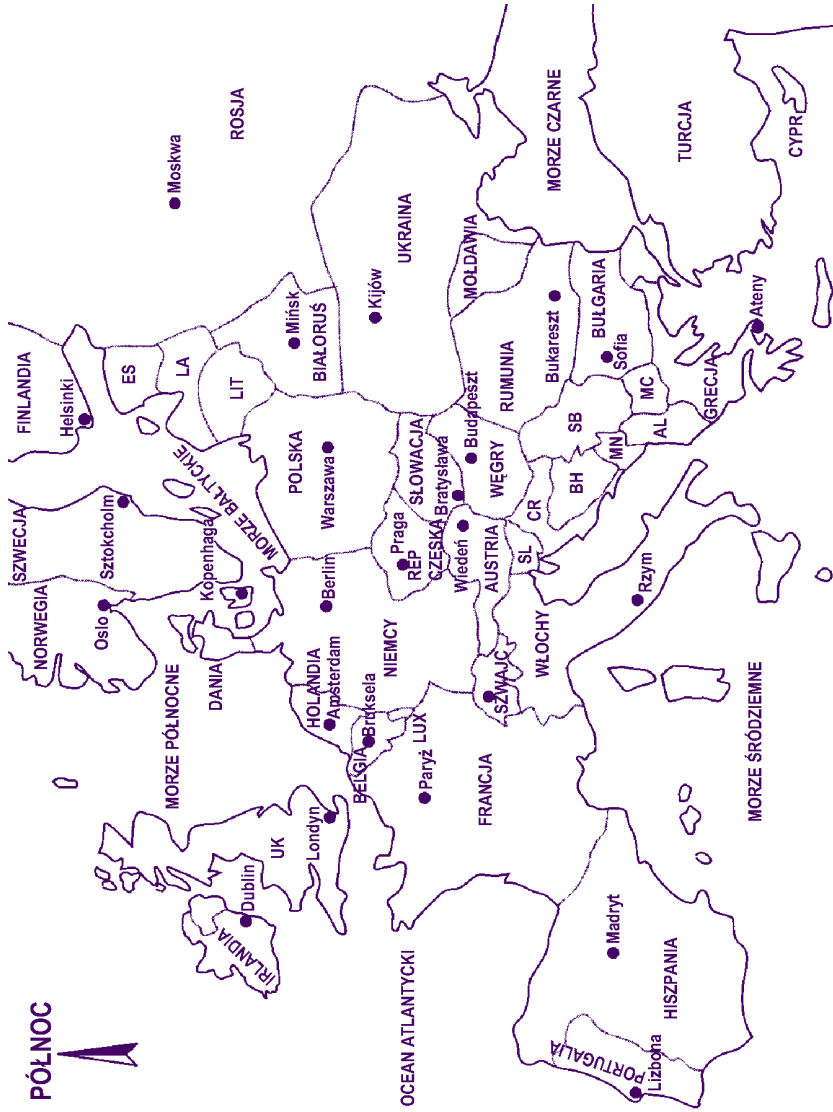 PÓŁNOC
NORWEGIA
SZWECJA
FINLANDIA
Oslo
Sztokcholm
Helsinki
ES
LA
LIT
Moskwa
ROSJA
MORZE PÓŁNOCNE
DANIA
Kopenhaga
MORZE BAŁTYCKIE
IRLANDIA
Dublin
UK
Londyn
HOLANDIA
Amsterdam
Berlin
NIEMCY
POLSKA
Warszawa
Mińsk
BIAŁORUŚ
BELGIA
Bruksela
LUX
Praga
REP
CZESKA
SŁOWACJA
Bratysława
Kijów
UKRAINA
OCEAN ATLANTYCKI
Paryż
FRANCJA
SZWAJC
Wiedeń
AUSTRIA
Budapeszt
WĘGRY
MOŁDAWIA
RUMUNIA
Bukareszt
WŁOCHY
SL
CR
BH
SB
MN
AL
MC
BUŁGARIA
Sofia
MORZE CZARNE
PORTUGALIA
Lizbona
Madryt
HISZPANIA
Rzym
MORZE ŚRÓDZIEMNE
GRECJA
Ateny
TURCJA
CYPR